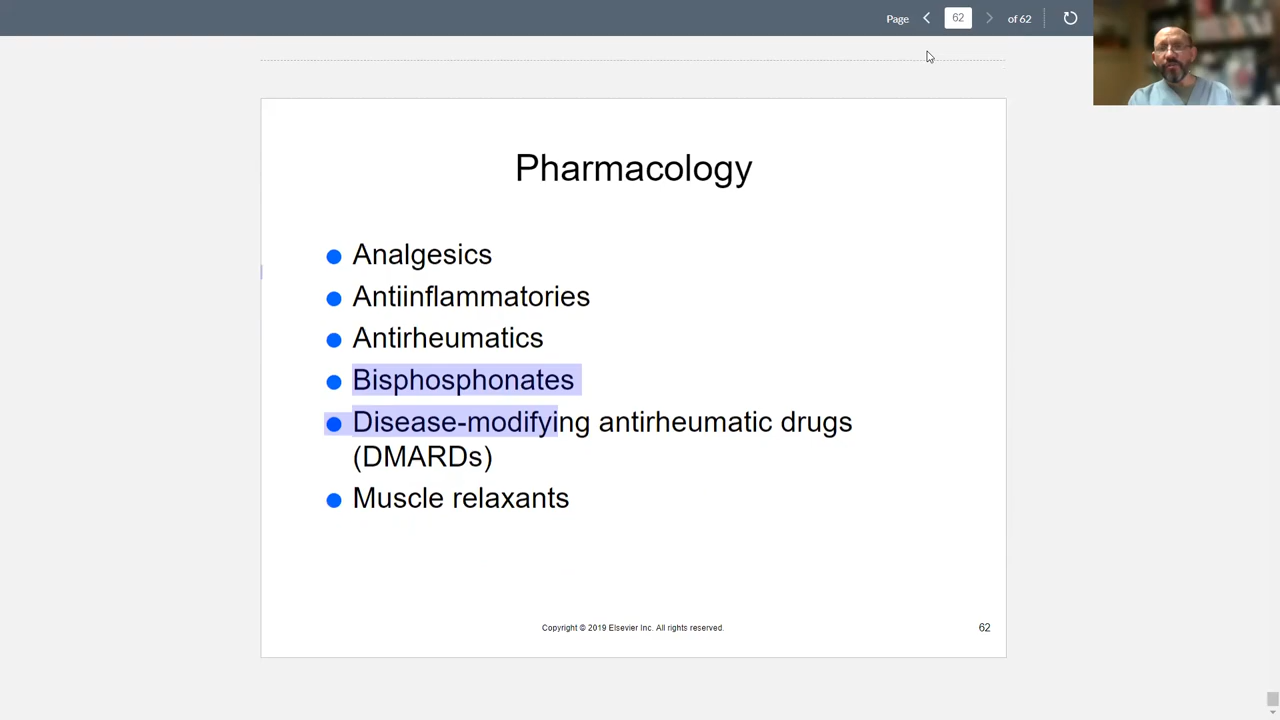 Page 62 of 62
Pharmacology
Analgesics
Antiinflammatories
Antirheumatics
Bisphosphonates
Disease-modifying antirheumatic drugs
(DMARDs)
Muscle relaxants
Copyright © 2019 Elsevier Inc. All rights reserved.
62